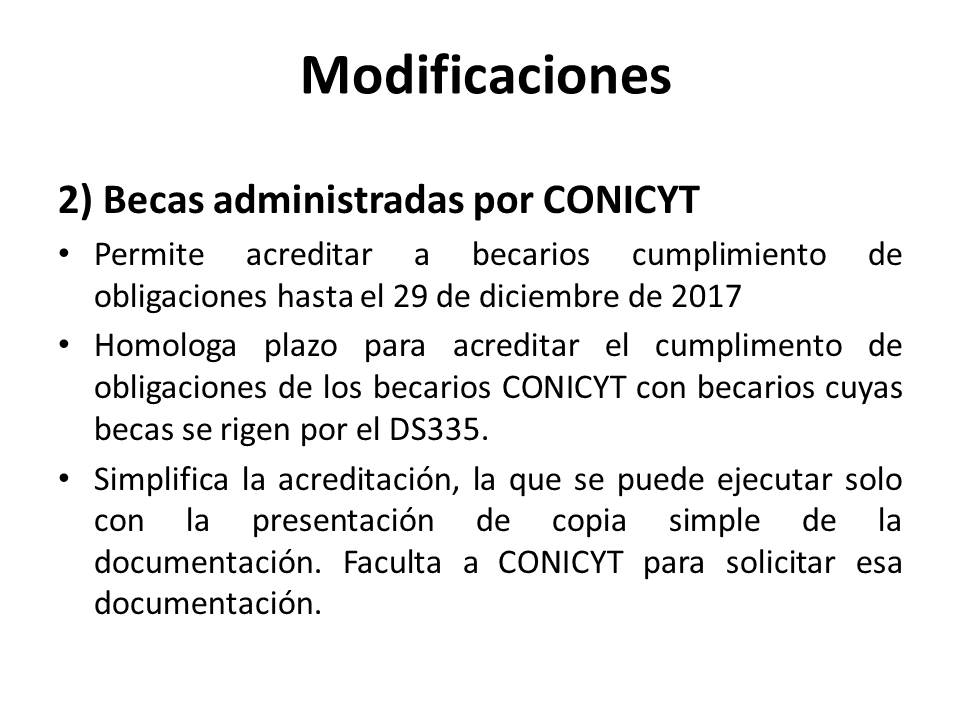 Modificaciones
2) Becas administradas por CONICYT
• Permite acreditar a becarios cumplimiento de
obligaciones hasta el 29 de diciembre de 2017
• Homologa plazo para acreditar el cumplimento de
obligaciones de los becarios CONICYT con becarios cuyas
becas se rigen por el DS335.
• Simplifica la acreditación, la que se puede ejecutar solo
con la presentación de copia simple de la
documentación. Faculta a CONICYT para solicitar esa
documentación.